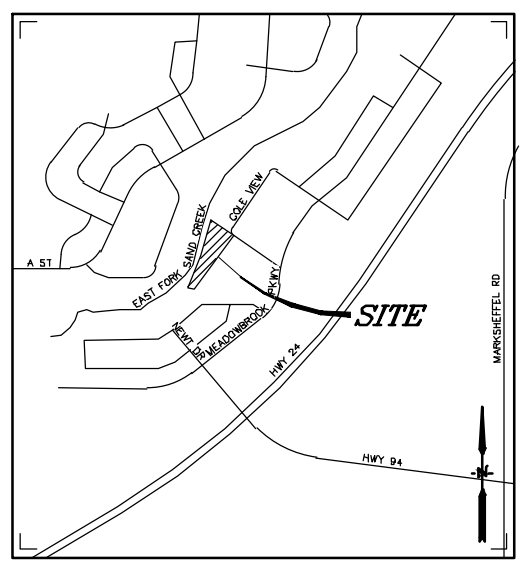 COLE VIEW
SAND CREEK
EAST FORK
A ST
PKWY
SITE
MEADOWBROOK
NEWT DR
HWY 24
MARKSHEFFEL RD
HWY 94
N